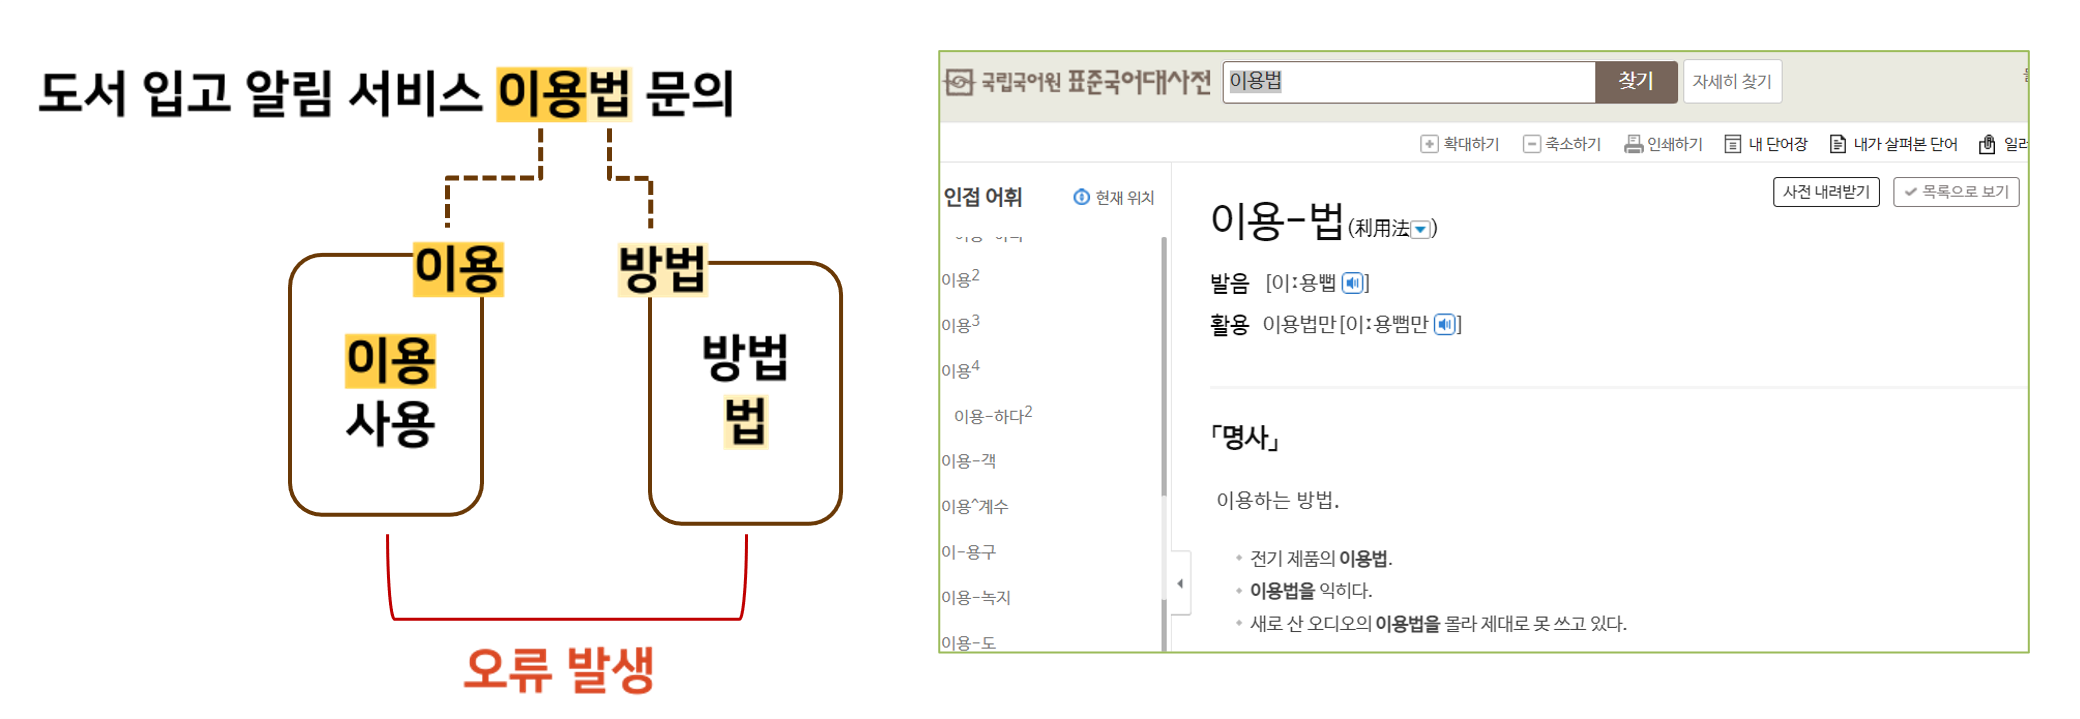 도서 입고 알림 서비스 이용법 문의
이용
이용
사용
방법
방법
법
오류 발생
국립국어원 표준국어대사전
이용법
찾기
자세히 찾기
확대하기
축소하기
인쇄하기
내 단어장
내가 살펴본 단어
인접 어휘
현재 위치
이용2
이용3
이용4
이용-하다2
이용-객
이용^계수
이-용구
이용-녹지
이용-도
사전 내려받기
목록으로 보기
이용-법(利用法)
발음 [이ː용뻡]
활용 이용법만[이ː용뻠만]
「명사」
이용하는 방법.
전기 제품의 이용법.
이용법을 익히다.
새로 산 오디오의 이용법을 몰라 제대로 못 쓰고 있다.